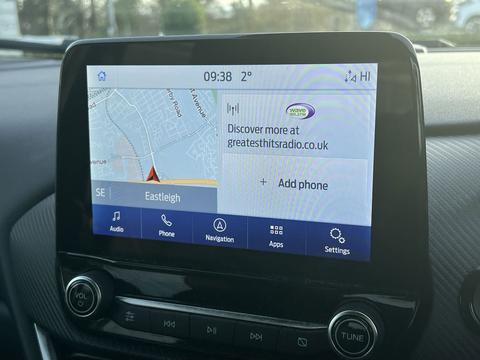 09:38 2° HI
wave
Discover more at
greatesthitsradio.co.uk
+ Add phone
SE
Eastleigh
Audio
Phone
Navigation
Apps
Settings
VOL
TUNE